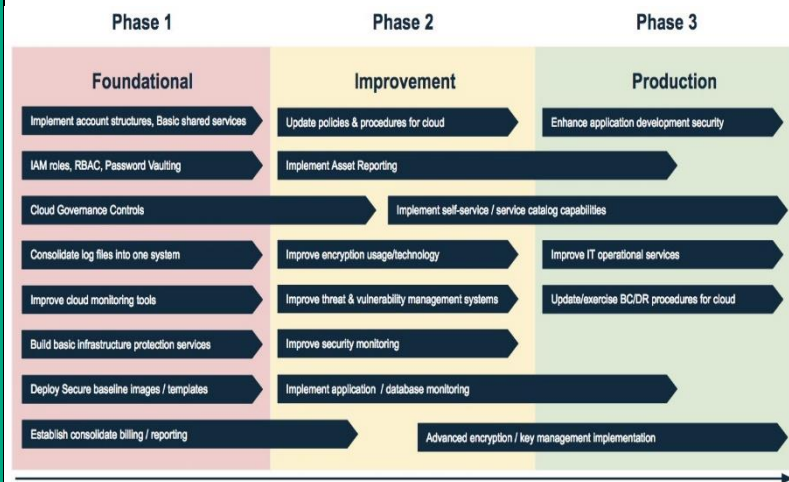 Phase 1 Phase 2 Phase 3
Foundational Improvement Production
Implement account structures, Basic shared services Update policies & procedures for cloud Enhance application development security
IAM roles, RBAC, Password Vaulting Implement Asset Reporting
Cloud Governance Controls Implement self-service / service catalog capabilities
Consolidate log files into one system Improve encryption usage/technology Improve IT operational services
Improve cloud monitoring tools Improve threat & vulnerability management systems Update/exercise BC/DR procedures for cloud
Build basic infrastructure protection services Improve security monitoring
Deploy Secure baseline images / templates Implement application / database monitoring
Establish consolidate billing / reporting Advanced encryption / key management implementation